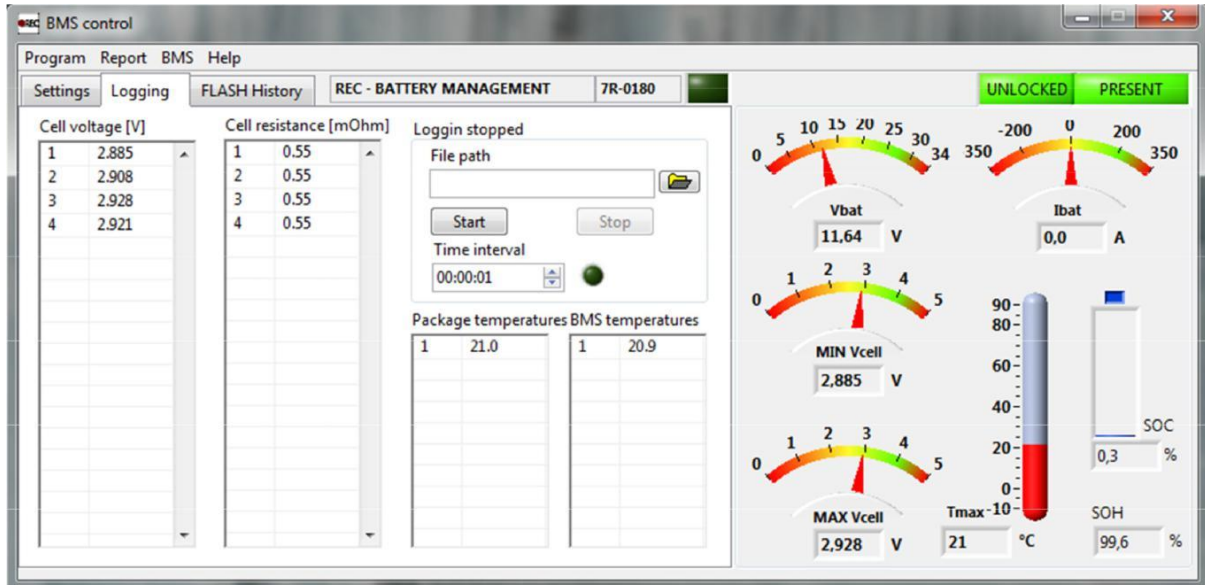 REC BMS control
Program Report BMS Help
Settings Logging FLASH History REC - BATTERY MANAGEMENT 7R-0180 UNLOCKED PRESENT
Cell voltage [V]
1 2.885
2 2.908
3 2.928
4 2.921
Cell resistance [mOhm]
1 0.55
2 0.55
3 0.55
4 0.55
Loggin stopped
File path
Start Stop
Time interval
00:00:01
Package temperatures
1 21.0
BMS temperatures
1 20.9
0 5 10 15 20 25 30 34
Vbat
11,64 V
350 -200 0 200 350
Ibat
0,0 A
0 1 2 3 4 5
MIN Vcell
2,885 V
0 1 2 3 4 5
MAX Vcell
2,928 V
90
80
60
40
20
0
-10
Tmax
21 °C
SOC
0,3 %
SOH
99,6 %